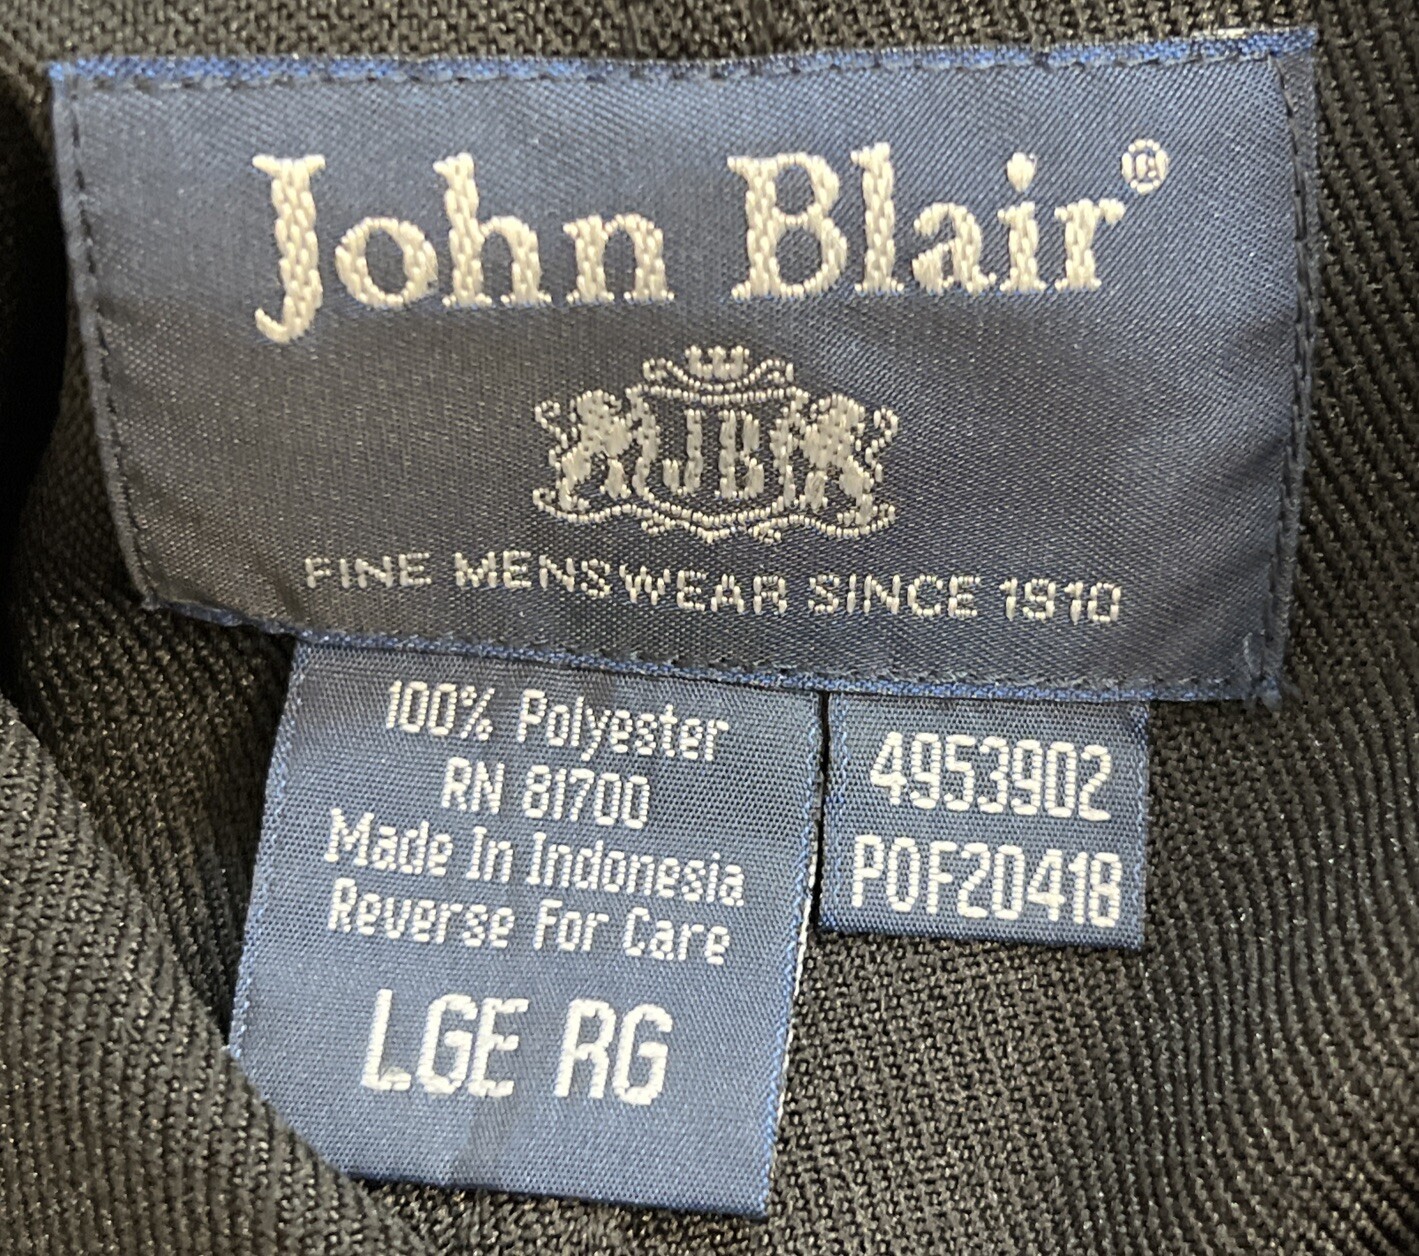 John Blair®
JB
FINE MENSWEAR SINCE 1910
100% Polyester
RN 81700
Made In Indonesia
Reverse For Care
LGE RG
4953902
POF20418